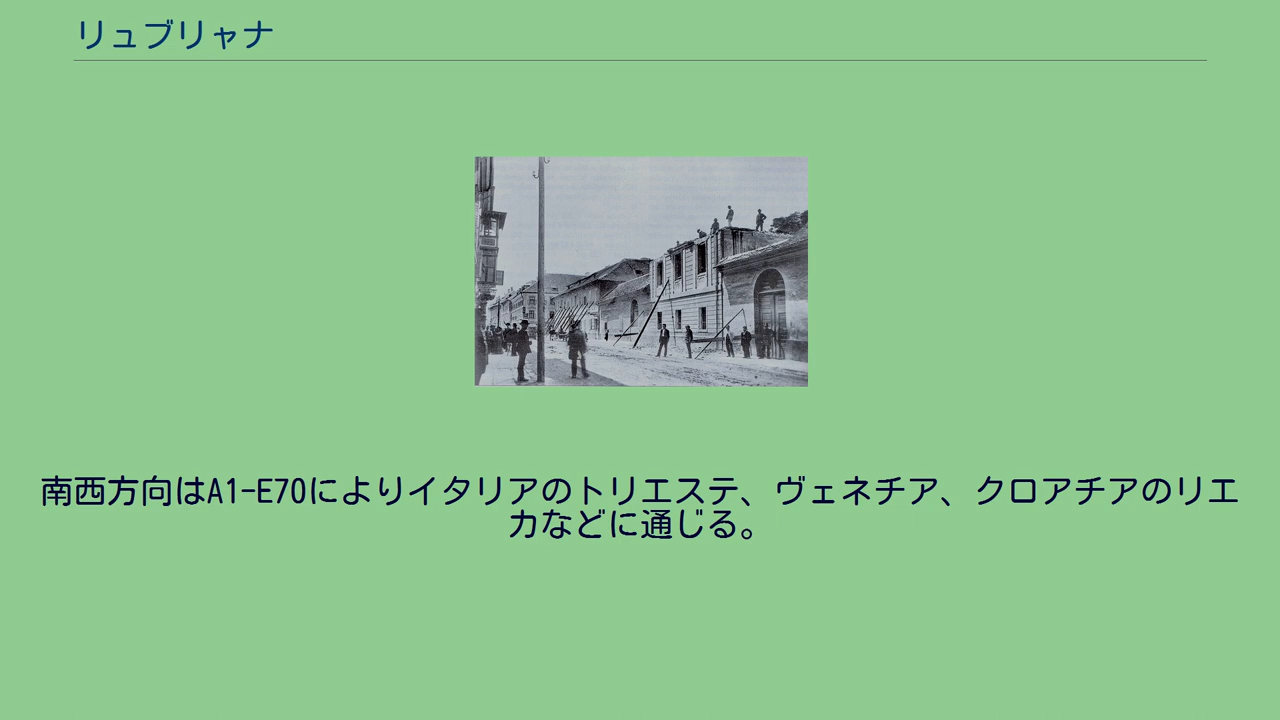 リュブリャナ
南西方向はA1-E70によりイタリアのトリエステ、ヴェネチア、クロアチアのリエ
カなどに通じる。